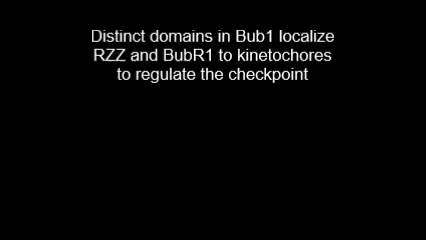 Distinct domains in Bub1 localize
RZZ and BubR1 to kinetochores
to regulate the checkpoint